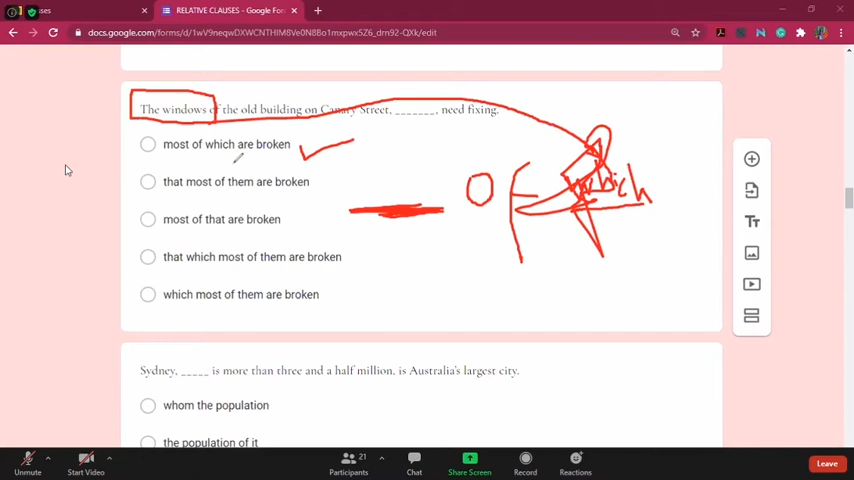 RELATIVE CLAUSES - Google For
docs.google.com/forms/d/1wV9neqwDXWCNTHIM8Ve0N8Bo1mxpwx5Z6_drn92-QXk/edit
The windows of the old building on Canary Street, _______, need fixing.
most of which are broken
that most of them are broken
OF which
most of that are broken
that which most of them are broken
which most of them are broken
Sydney, _____ is more than three and a half million, is Australia's largest city.
whom the population
the population of it
Unmute
Start Video
21
Participants
Chat
Share Screen
Record
Reactions
Leave